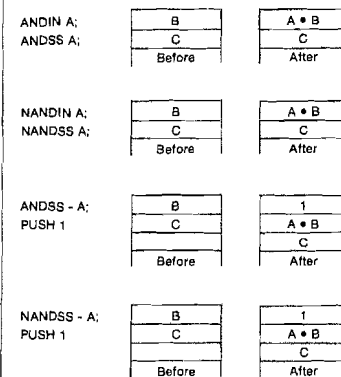 ANDIN A; B A • B
ANDSS A; C C
Before After
NANDIN A; B A • B
NANDSS A; C C
Before After
ANDSS - A; B 1
PUSH 1 C A • B
C
Before After
NANDSS - A; B 1
PUSH 1 C A • B
C
Before After